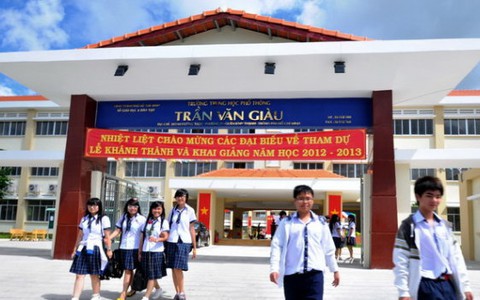 TRƯỜNG TRUNG HỌC PHỔ THÔNG
TRẦN VĂN GIÀU
NHIỆT LIỆT CHÀO MỪNG CÁC ĐẠI BIỂU VỀ THAM DỰ
LỄ KHÁNH THÀNH VÀ KHAI GIẢNG NĂM HỌC 2012 - 2013